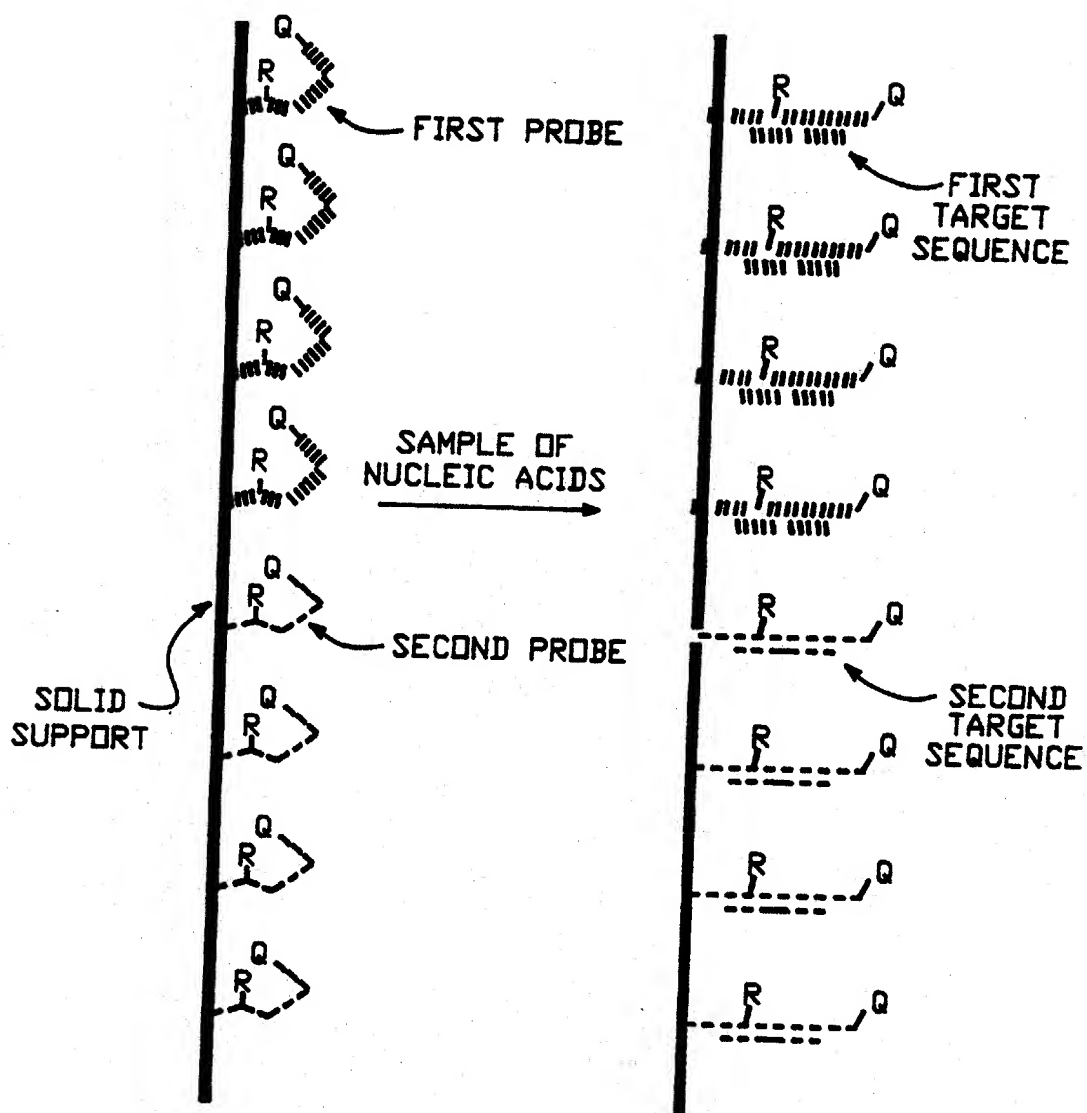 Q
R
FIRST PROBE
Q
R
Q
R
Q
R
SAMPLE OF
NUCLEIC ACIDS
Q
R
SECOND PROBE
SOLID
SUPPORT
Q
R
Q
R
Q
R
R
Q
FIRST
TARGET
SEQUENCE
R
Q
R
Q
R
Q
R
Q
SECOND
TARGET
SEQUENCE
R
Q
R
Q
R
Q